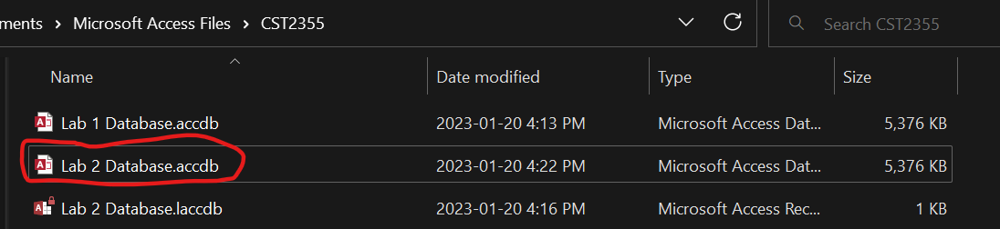 ments > Microsoft Access Files > CST2355
Search CST2355
Name Date modified Type Size
Lab 1 Database.accdb 2023-01-20 4:13 PM Microsoft Access Dat... 5,376 KB
Lab 2 Database.accdb 2023-01-20 4:22 PM Microsoft Access Dat... 5,376 KB
Lab 2 Database.laccdb 2023-01-20 4:16 PM Microsoft Access Rec... 1 KB